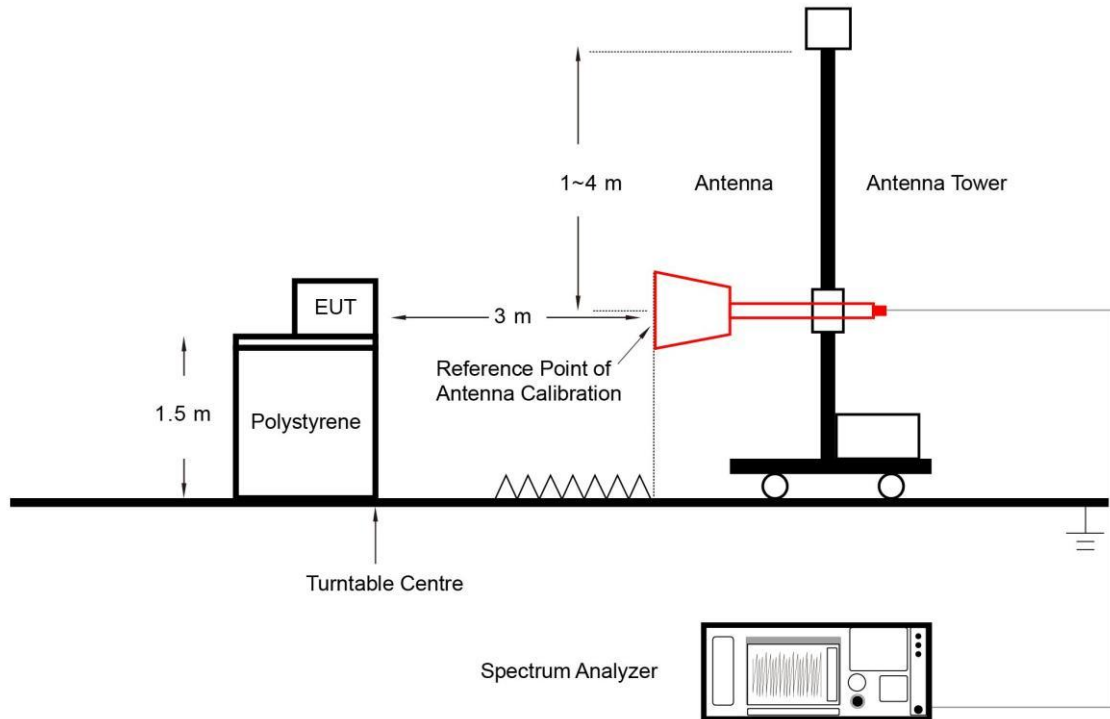 1~4 m
Antenna
Antenna Tower
EUT
3 m
Reference Point of
Antenna Calibration
1.5 m
Polystyrene
Turntable Centre
Spectrum Analyzer